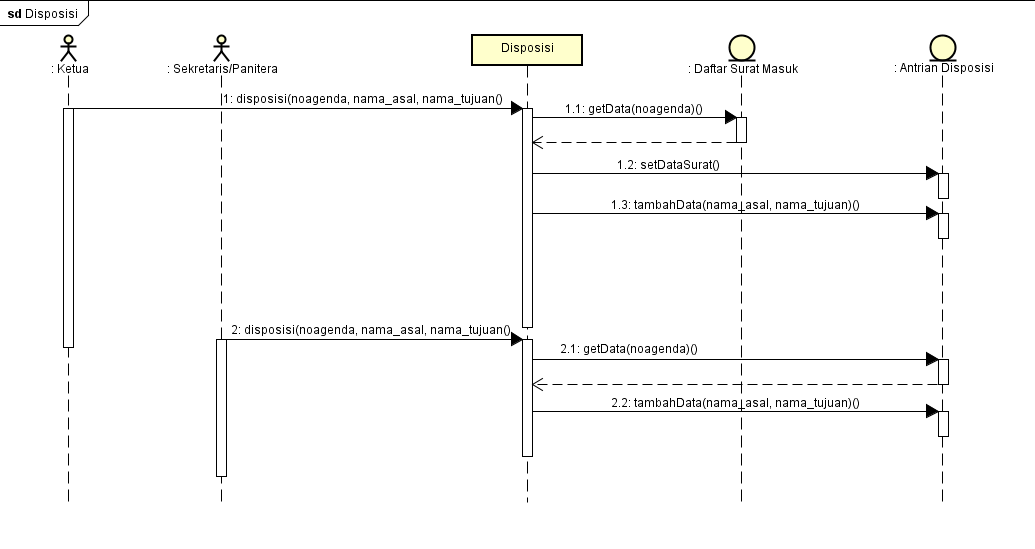 sd Disposisi
: Ketua
: Sekretaris/Panitera
Disposisi
: Daftar Surat Masuk
: Antrian Disposisi
1: disposisi(noagenda, nama_asal, nama_tujuan()
1.1: getData(noagenda)()
1.2: setDataSurat()
1.3: tambahData(nama_asal, nama_tujuan)()
2: disposisi(noagenda, nama_asal, nama_tujuan()
2.1: getData(noagenda)()
2.2: tambahData(nama_asal, nama_tujuan)()